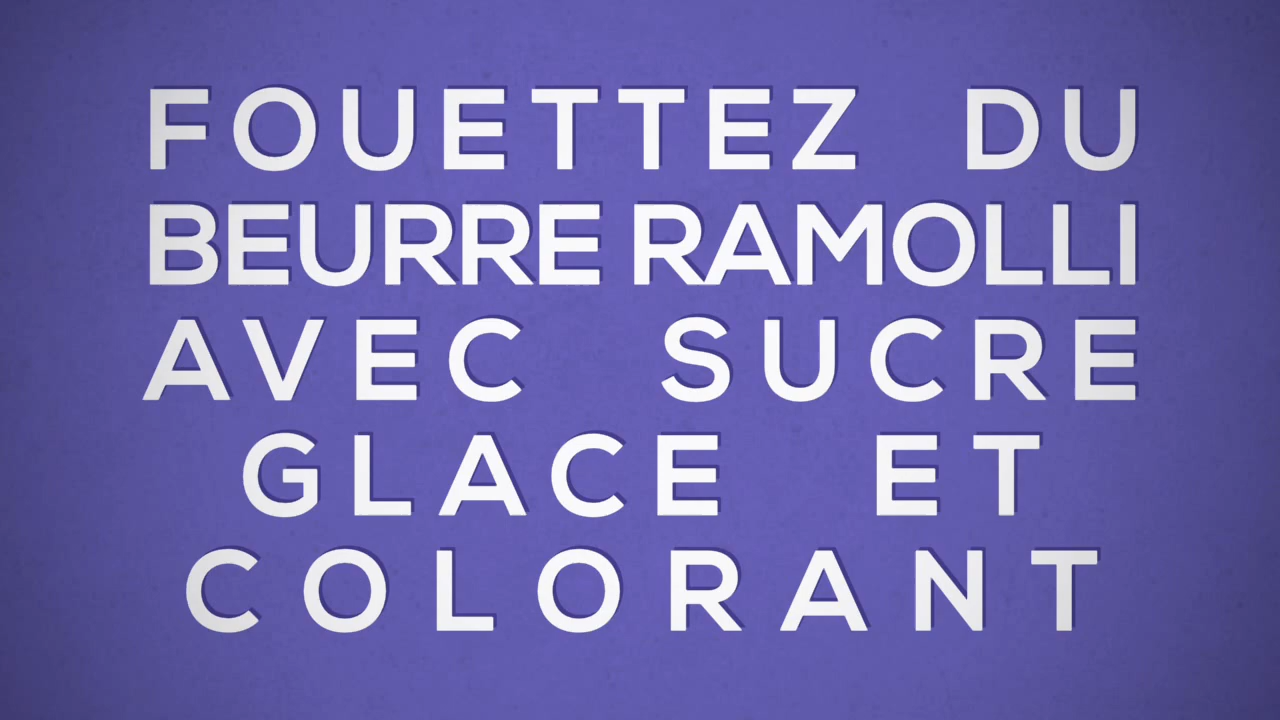 FOUETTEZ DU
BEURRE RAMOLLI
AVEC SUCRE
GLACE ET
COLORANT